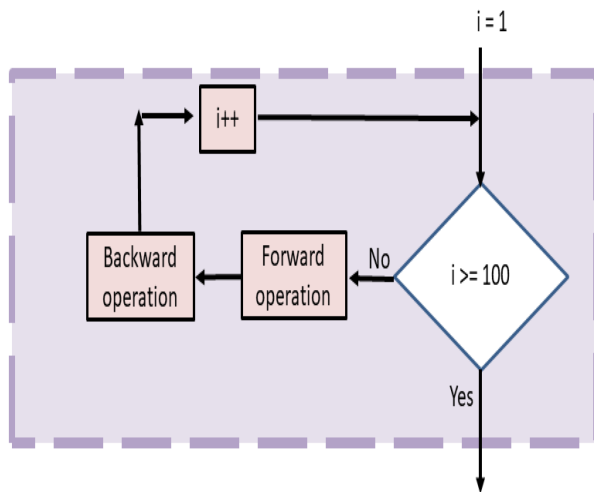 i = 1
i++
Backward
operation
Forward
operation
No
i >= 100
Yes